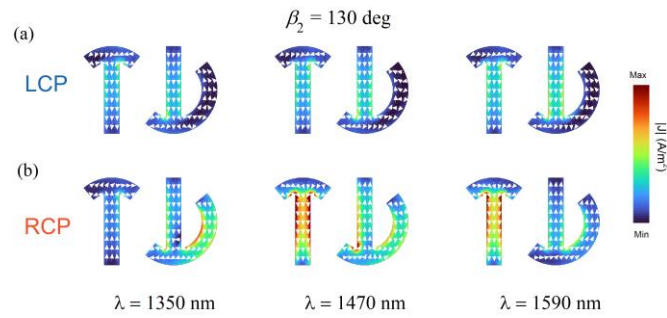 β₂ = 130 deg
(a)
LCP
Max
|J| (A/m²)
Min
(b)
RCP
λ = 1350 nm λ = 1470 nm λ = 1590 nm